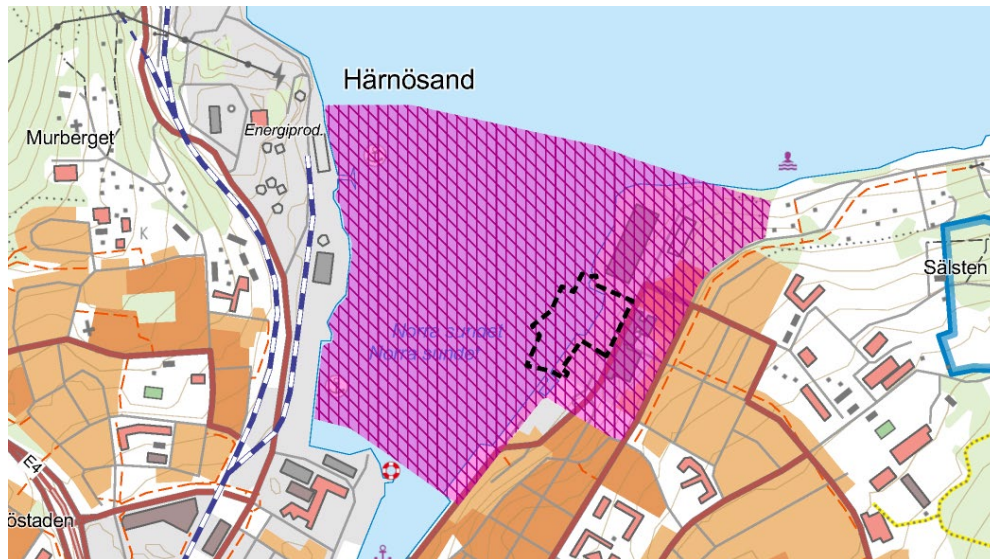 Härnösand
Murberget
Energiprod.
K
Sälsten
Norra sundet
Norra sundet
E4
östaden